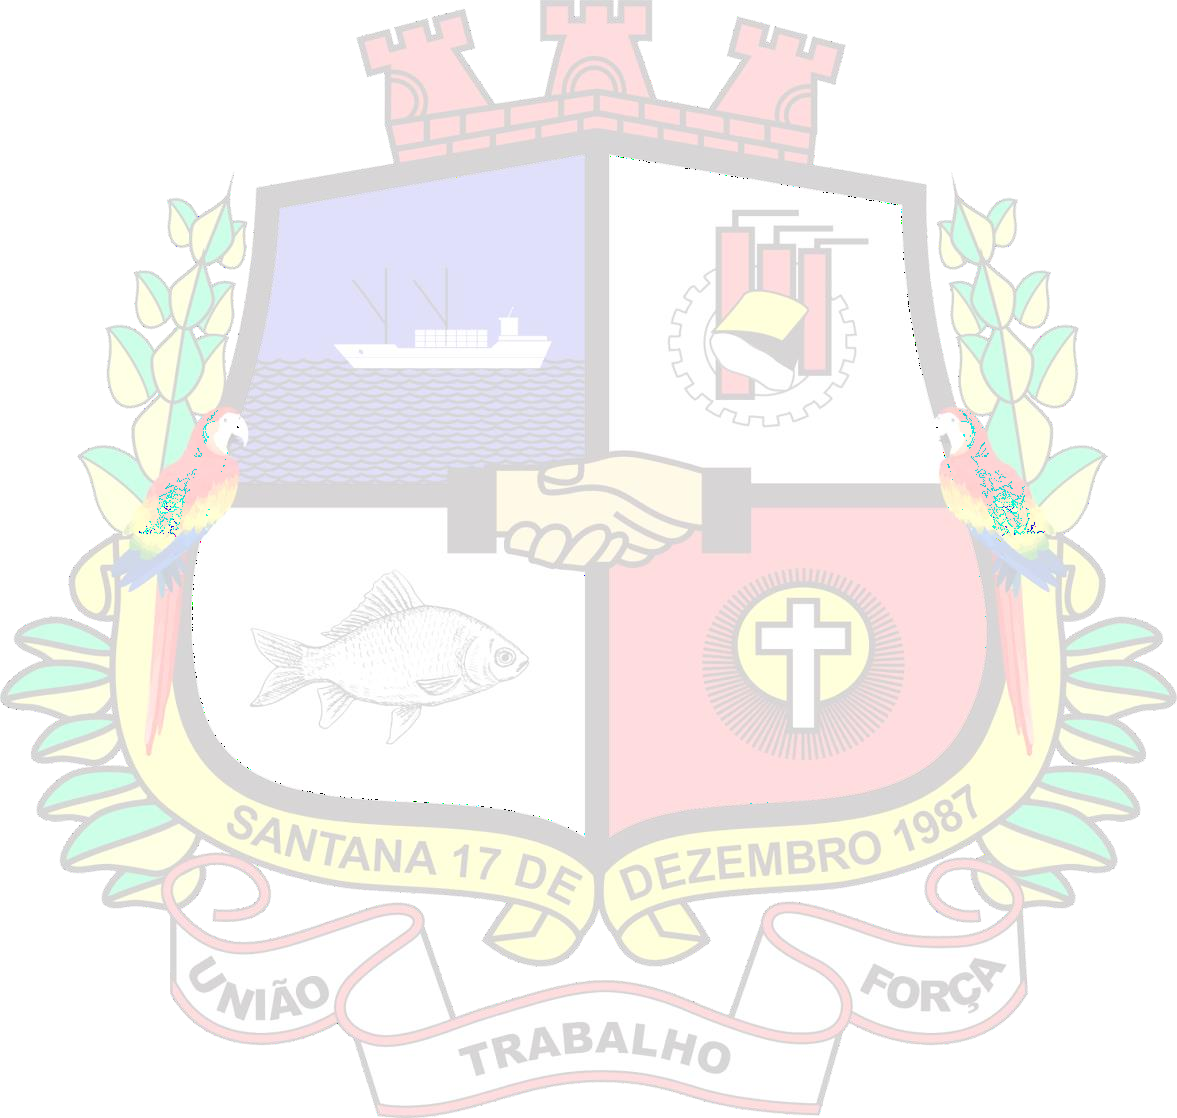 SANTANA 17 DE DEZEMBRO 1987
UNIÃO
TRABALHO
FORÇA